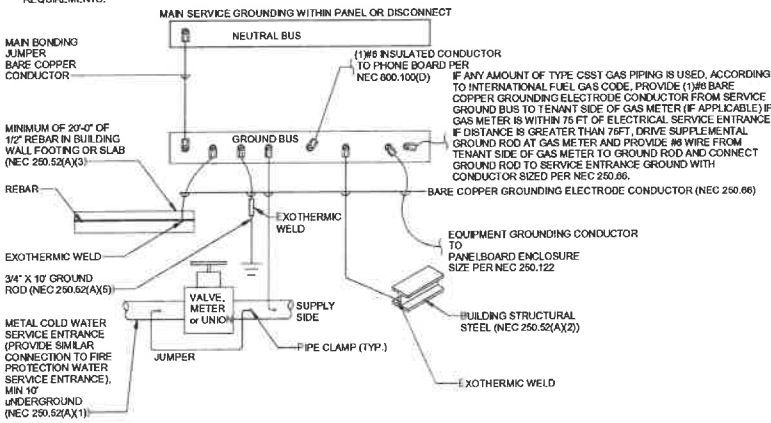 REQUIREMENTS.
MAIN SERVICE GROUNDING WITHIN PANEL OR DISCONNECT
NEUTRAL BUS
MAIN BONDING
JUMPER
BARE COPPER
CONDUCTOR
(1)#6 INSULATED CONDUCTOR
TO PHONE BOARD PER
NEC 800.100(D)
IF ANY AMOUNT OF TYPE CSST GAS PIPING IS USED, ACCORDING
TO INTERNATIONAL FUEL GAS CODE, PROVIDE (1)#6 BARE
COPPER GROUNDING ELECTRODE CONDUCTOR FROM SERVICE
GROUND BUS TO TENANT SIDE OF GAS METER (IF APPLICABLE) IF
GAS METER IS WITHIN 75 FT OF ELECTRICAL SERVICE ENTRANCE
IF DISTANCE IS GREATER THAN 75FT, DRIVE SUPPLEMENTAL
GROUND ROD AT GAS METER AND PROVIDE #6 WIRE FROM
TENANT SIDE OF GAS METER TO GROUND ROD AND CONNECT
GROUND ROD TO SERVICE ENTRANCE GROUND WITH
CONDUCTOR SIZED PER NEC 250.66.
MINIMUM OF 20'-0" OF
1/2" REBAR IN BUILDING
WALL FOOTING OR SLAB
(NEC 250.52(A)(3)
GROUND BUS
REBAR
BARE COPPER GROUNDING ELECTRODE CONDUCTOR (NEC 250.66)
EXOTHERMIC
WELD
EQUIPMENT GROUNDING CONDUCTOR
TO
PANELBOARD ENCLOSURE
SIZE PER NEC 250.122
EXOTHERMIC WELD
3/4" X 10' GROUND
ROD (NEC 250.52(A)(5)
VALVE,
METER
or UNION
SUPPLY
SIDE
BUILDING STRUCTURAL
STEEL (NEC 250.52(A)(2))
METAL COLD WATER
SERVICE ENTRANCE
(PROVIDE SIMILAR
CONNECTION TO FIRE
PROTECTION WATER
SERVICE ENTRANCE),
MIN 10'
uNDERGROUND
(NEC 250.52(A)(1))
JUMPER
PIPE CLAMP (TYP.)
EXOTHERMIC WELD